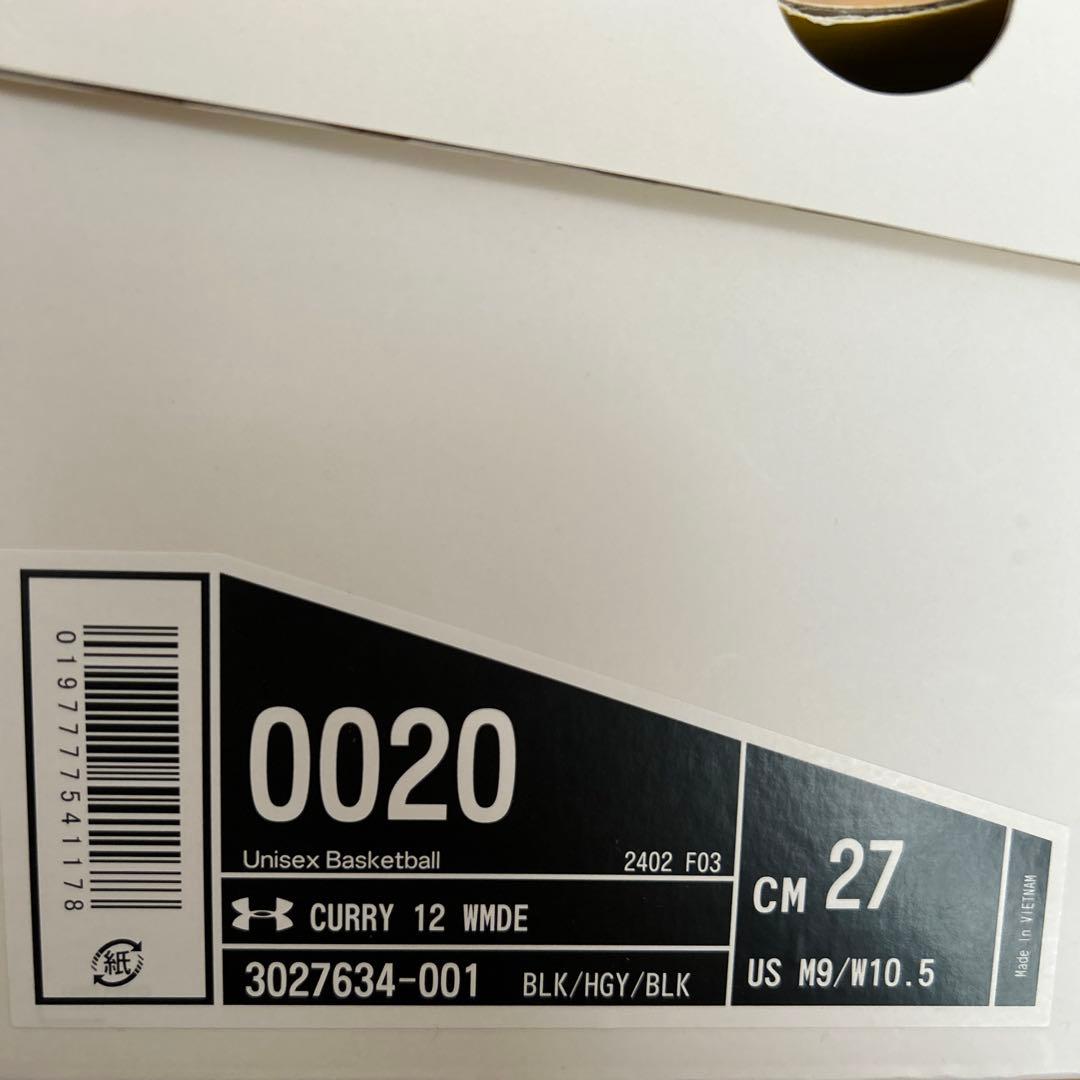 0197777541178
紙
0020
Unisex Basketball
2402 F03
CURRY 12 WMDE
3027634-001
BLK/HGY/BLK
CM 27
US M9/W10.5
Made In VIETNAM